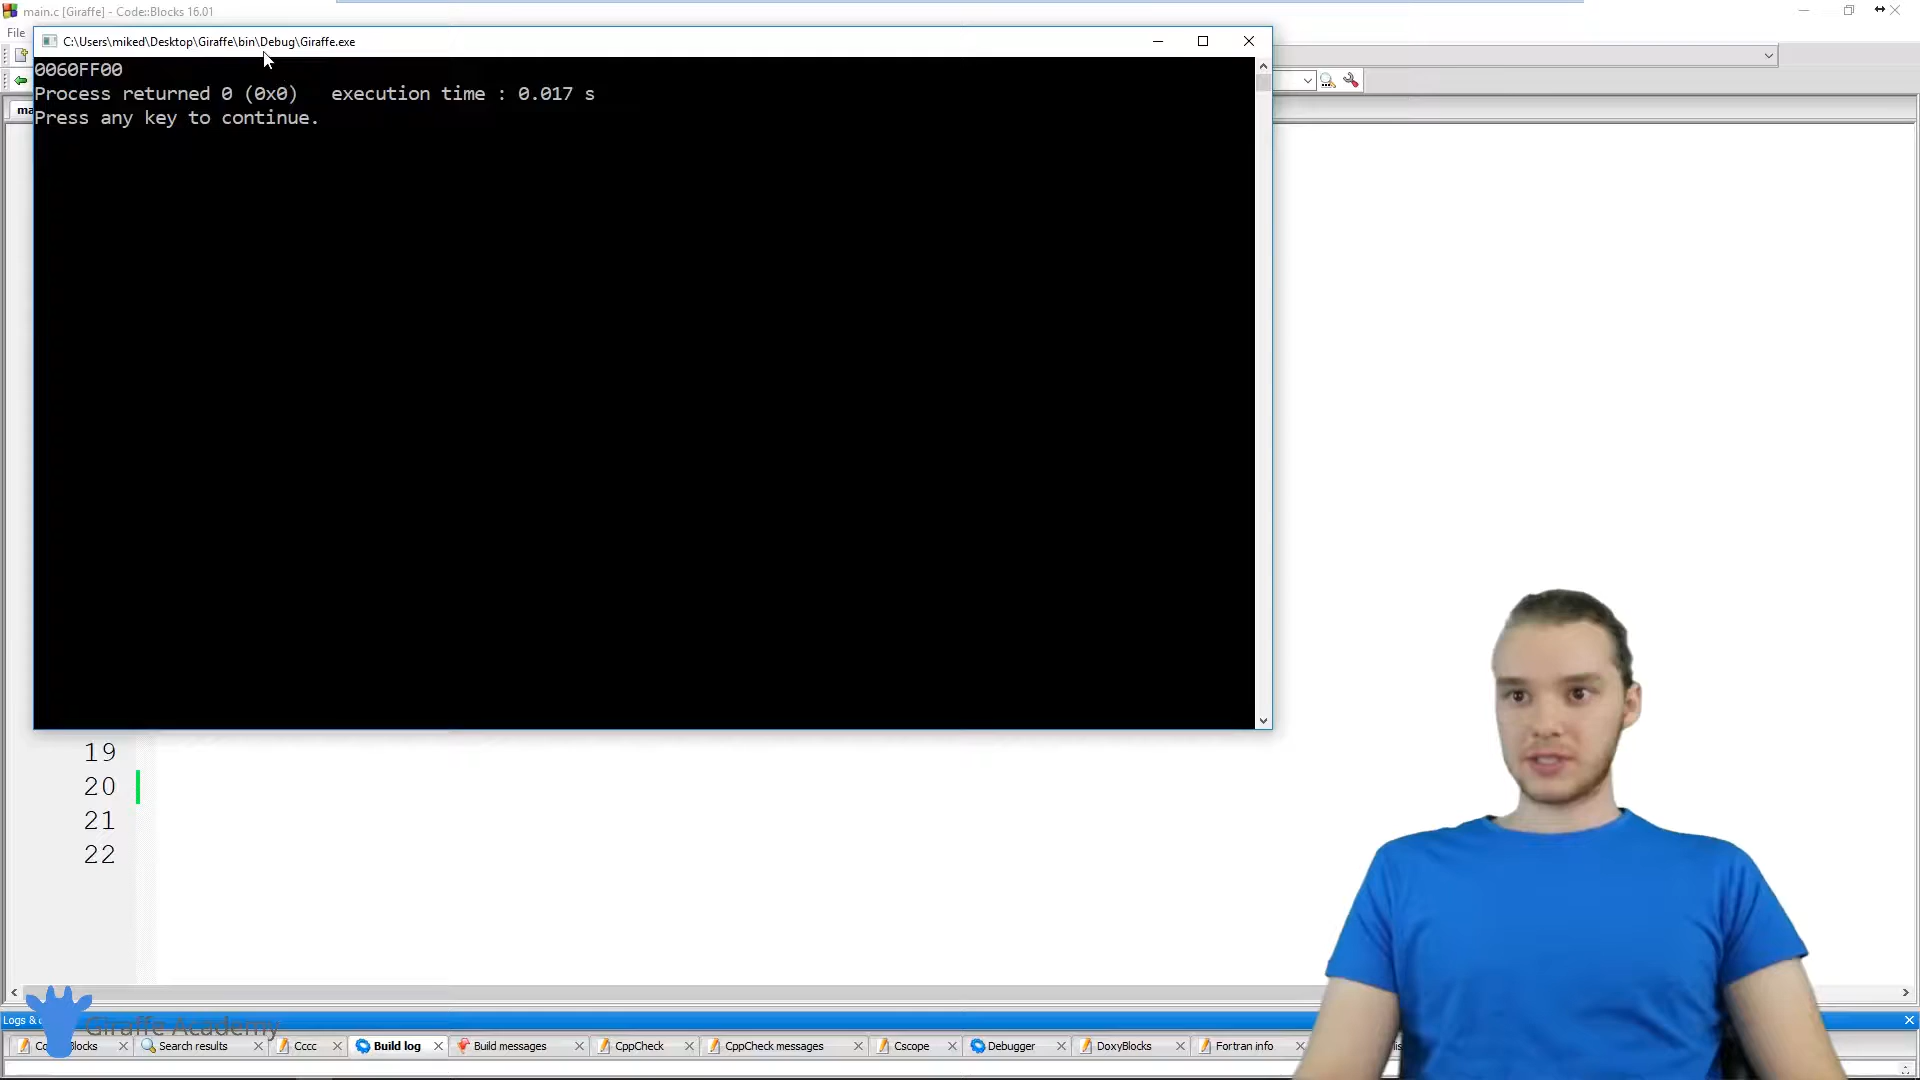 main.c [Giraffe] - Code::Blocks 16.01
File
C:\Users\miked\Desktop\Giraffe\bin\Debug\Giraffe.exe
0060FF00
Process returned 0 (0x0)   execution time : 0.017 s
Press any key to continue.
19
20
21
22
Giraffe Academy
Search results
Cccc
Build log
Build messages
CppCheck
CppCheck messages
Cscope
Debugger
DoxyBlocks
Fortran info